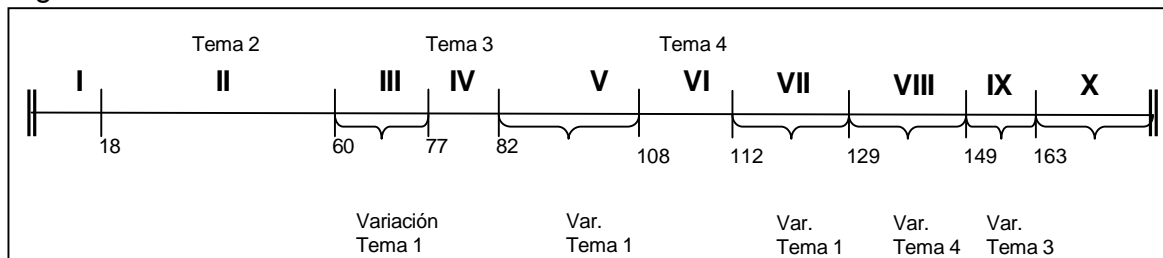 Tema 2 Tema 3 Tema 4
I II III IV V VI VII VIII IX X
18 60 77 82 108 112 129 149 163
Variación Var. Var. Var. Var.
Tema 1 Tema 1 Tema 1 Tema 4 Tema 3